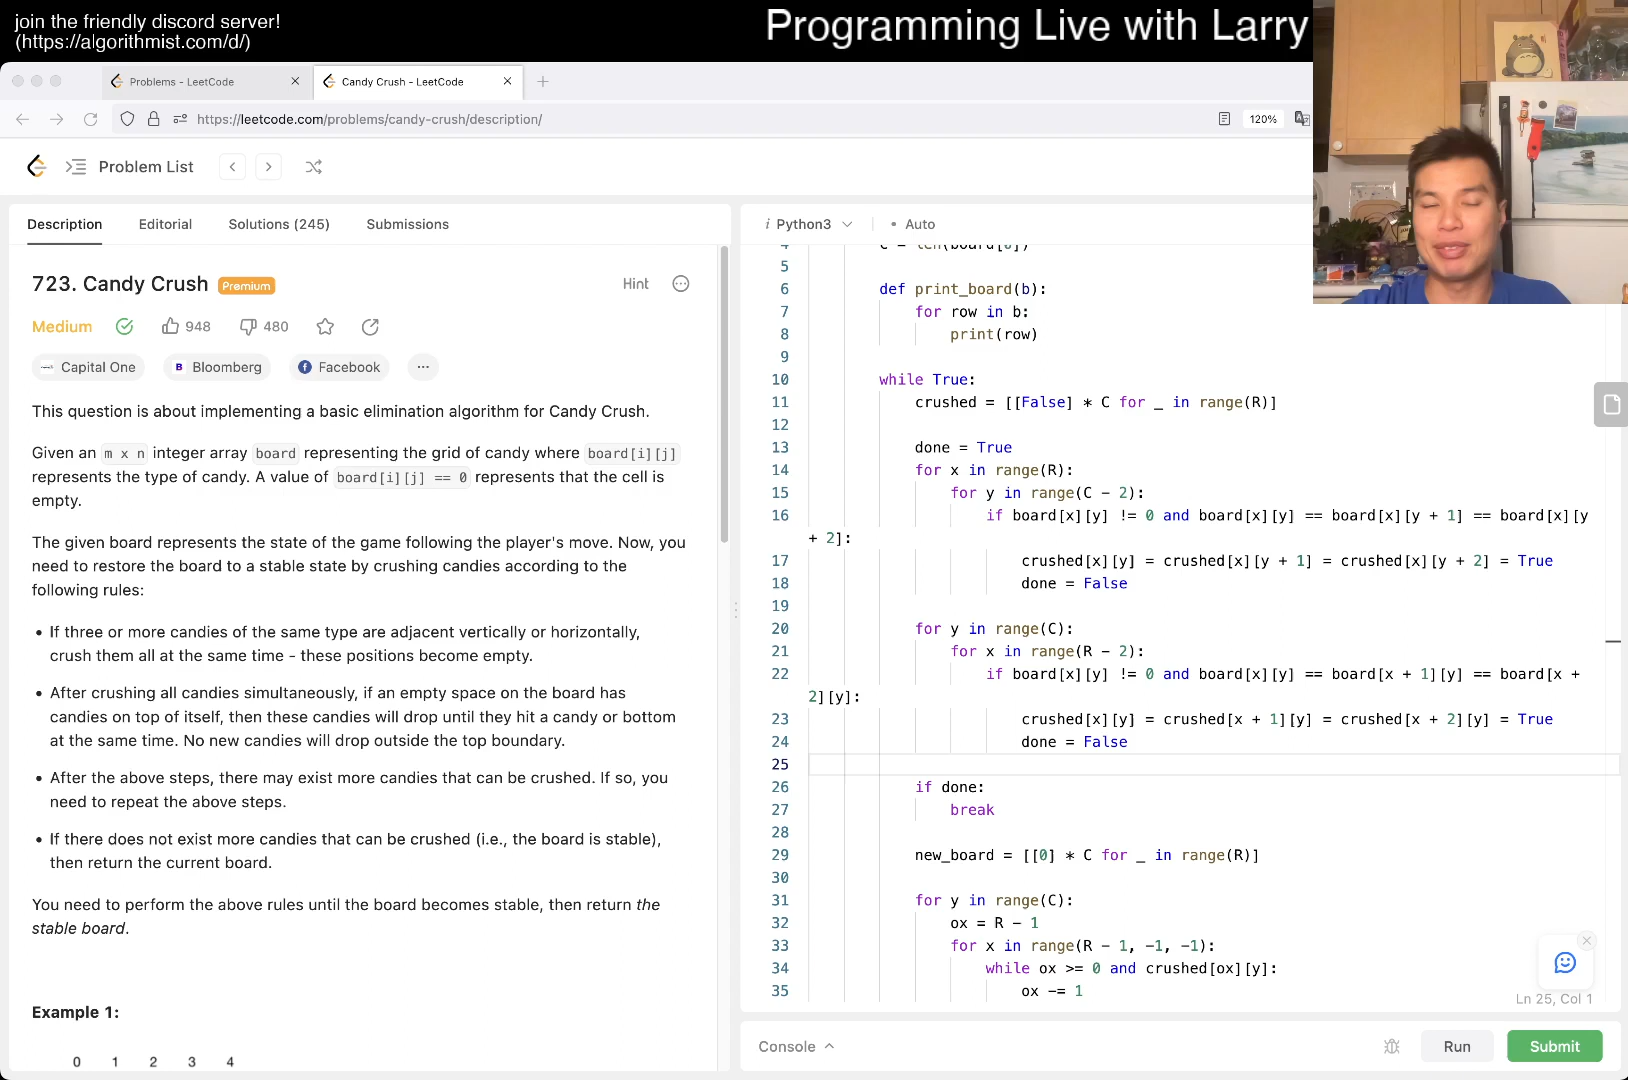 join the friendly discord server!
(https://algorithmist.com/d/)
Programming Live with Larry
Problems - LeetCode
Candy Crush - LeetCode
https://leetcode.com/problems/candy-crush/description/
120%
Problem List
Description Editorial Solutions (245) Submissions
723. Candy Crush Premium
Hint
Medium 948 480
Capital One B Bloomberg Facebook ...
This question is about implementing a basic elimination algorithm for Candy Crush.
Given an m x n integer array board representing the grid of candy where board[i][j]
represents the type of candy. A value of board[i][j] == 0 represents that the cell is
empty.
The given board represents the state of the game following the player's move. Now, you
need to restore the board to a stable state by crushing candies according to the
following rules:
• If three or more candies of the same type are adjacent vertically or horizontally,
crush them all at the same time - these positions become empty.
• After crushing all candies simultaneously, if an empty space on the board has
candies on top of itself, then these candies will drop until they hit a candy or bottom
at the same time. No new candies will drop outside the top boundary.
• After the above steps, there may exist more candies that can be crushed. If so, you
need to repeat the above steps.
• If there does not exist more candies that can be crushed (i.e., the board is stable),
then return the current board.
You need to perform the above rules until the board becomes stable, then return the
stable board.
Example 1:
0 1 2 3 4
i Python3 • Auto
4 C = len(board[0])
5
6 def print_board(b):
7 for row in b:
8 print(row)
9
10 while True:
11 crushed = [[False] * C for _ in range(R)]
12
13 done = True
14 for x in range(R):
15 for y in range(C - 2):
16 if board[x][y] != 0 and board[x][y] == board[x][y + 1] == board[x][y
+ 2]:
17 crushed[x][y] = crushed[x][y + 1] = crushed[x][y + 2] = True
18 done = False
19
20 for y in range(C):
21 for x in range(R - 2):
22 if board[x][y] != 0 and board[x][y] == board[x + 1][y] == board[x +
2][y]:
23 crushed[x][y] = crushed[x + 1][y] = crushed[x + 2][y] = True
24 done = False
25
26 if done:
27 break
28
29 new_board = [[0] * C for _ in range(R)]
30
31 for y in range(C):
32 ox = R - 1
33 for x in range(R - 1, -1, -1):
34 while ox >= 0 and crushed[ox][y]:
35 ox -= 1
Ln 25, Col 1
Console
Run
Submit